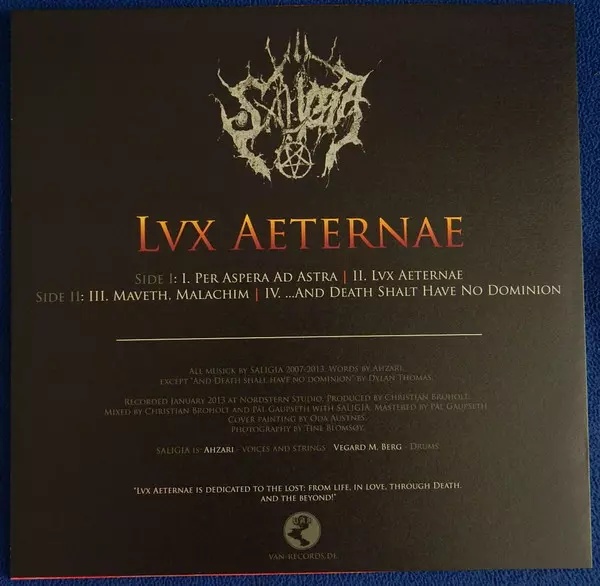 SALIGIA
LVX AETERNAE
SIDE I: I. PER ASPERA AD ASTRA | II. LVX AETERNAE
SIDE II: III. MAVETH, MALACHIM | IV. ...AND DEATH SHALT HAVE NO DOMINION
ALL MUSICK BY SALIGIA 2007-2013. WORDS BY AHZARI,
EXCEPT "AND DEATH SHALL HAVE NO DOMINION" BY DYLAN THOMAS.
RECORDED JANUARY 2013 AT NORDSTERN STUDIO. PRODUCED BY CHRISTIAN BROHOLT.
MIXED BY CHRISTIAN BROHOLT AND PÅL GAUPSETH WITH SALIGIA. MASTERED BY PÅL GAUPSETH.
COVER PAINTING BY ODA AUSTNES.
PHOTOGRAPHY BY TINE BLOMSØY.
SALIGIA IS: AHZARI - VOICES AND STRINGS VEGARD M. BERG - DRUMS
"LVX AETERNAE IS DEDICATED TO THE LOST; FROM LIFE, IN LOVE, THROUGH DEATH.
AND THE BEYOND!"
VAN-RECORDS.DE